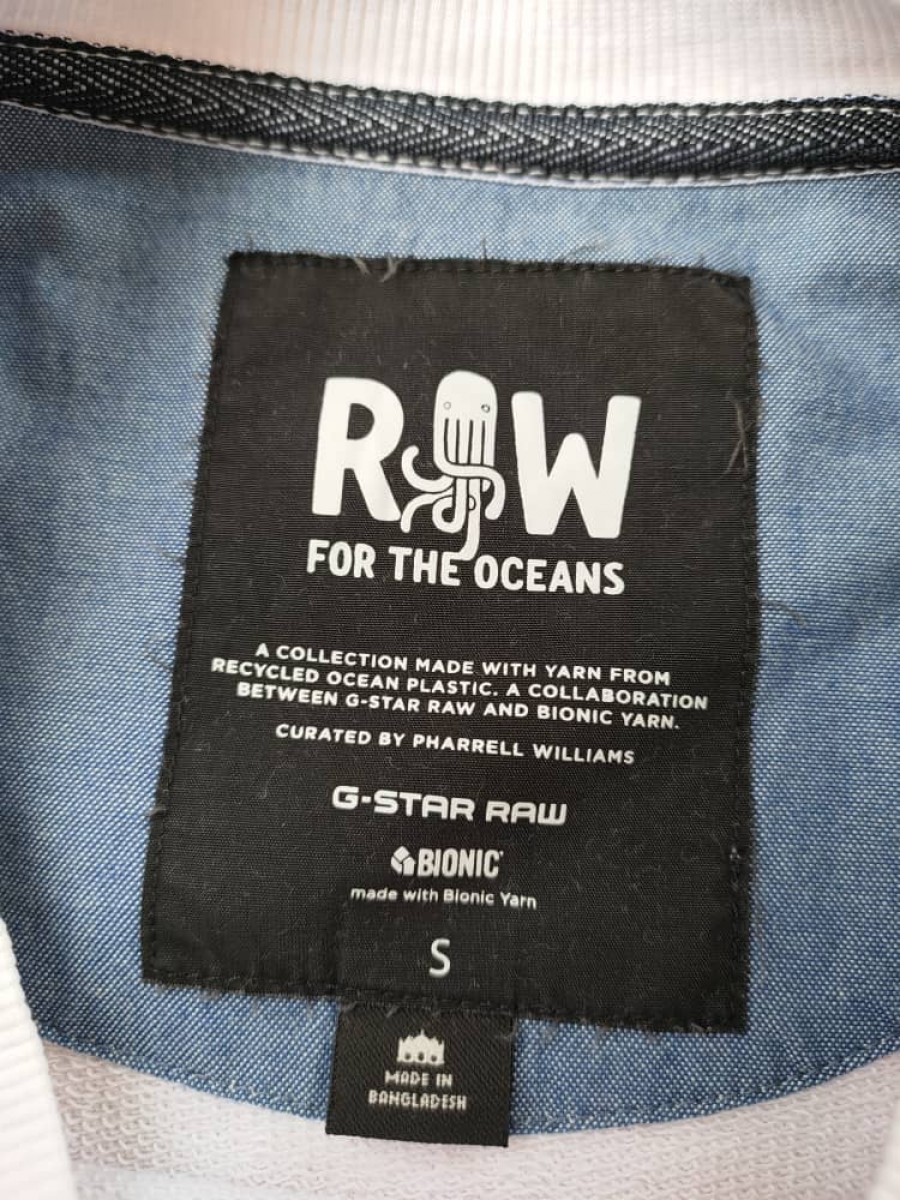 RAW
FOR THE OCEANS
A COLLECTION MADE WITH YARN FROM
RECYCLED OCEAN PLASTIC. A COLLABORATION
BETWEEN G-STAR RAW AND BIONIC YARN.
CURATED BY PHARRELL WILLIAMS
G-STAR RAW
BIONIC
made with Bionic Yarn
S
MADE IN
BANGLADESH